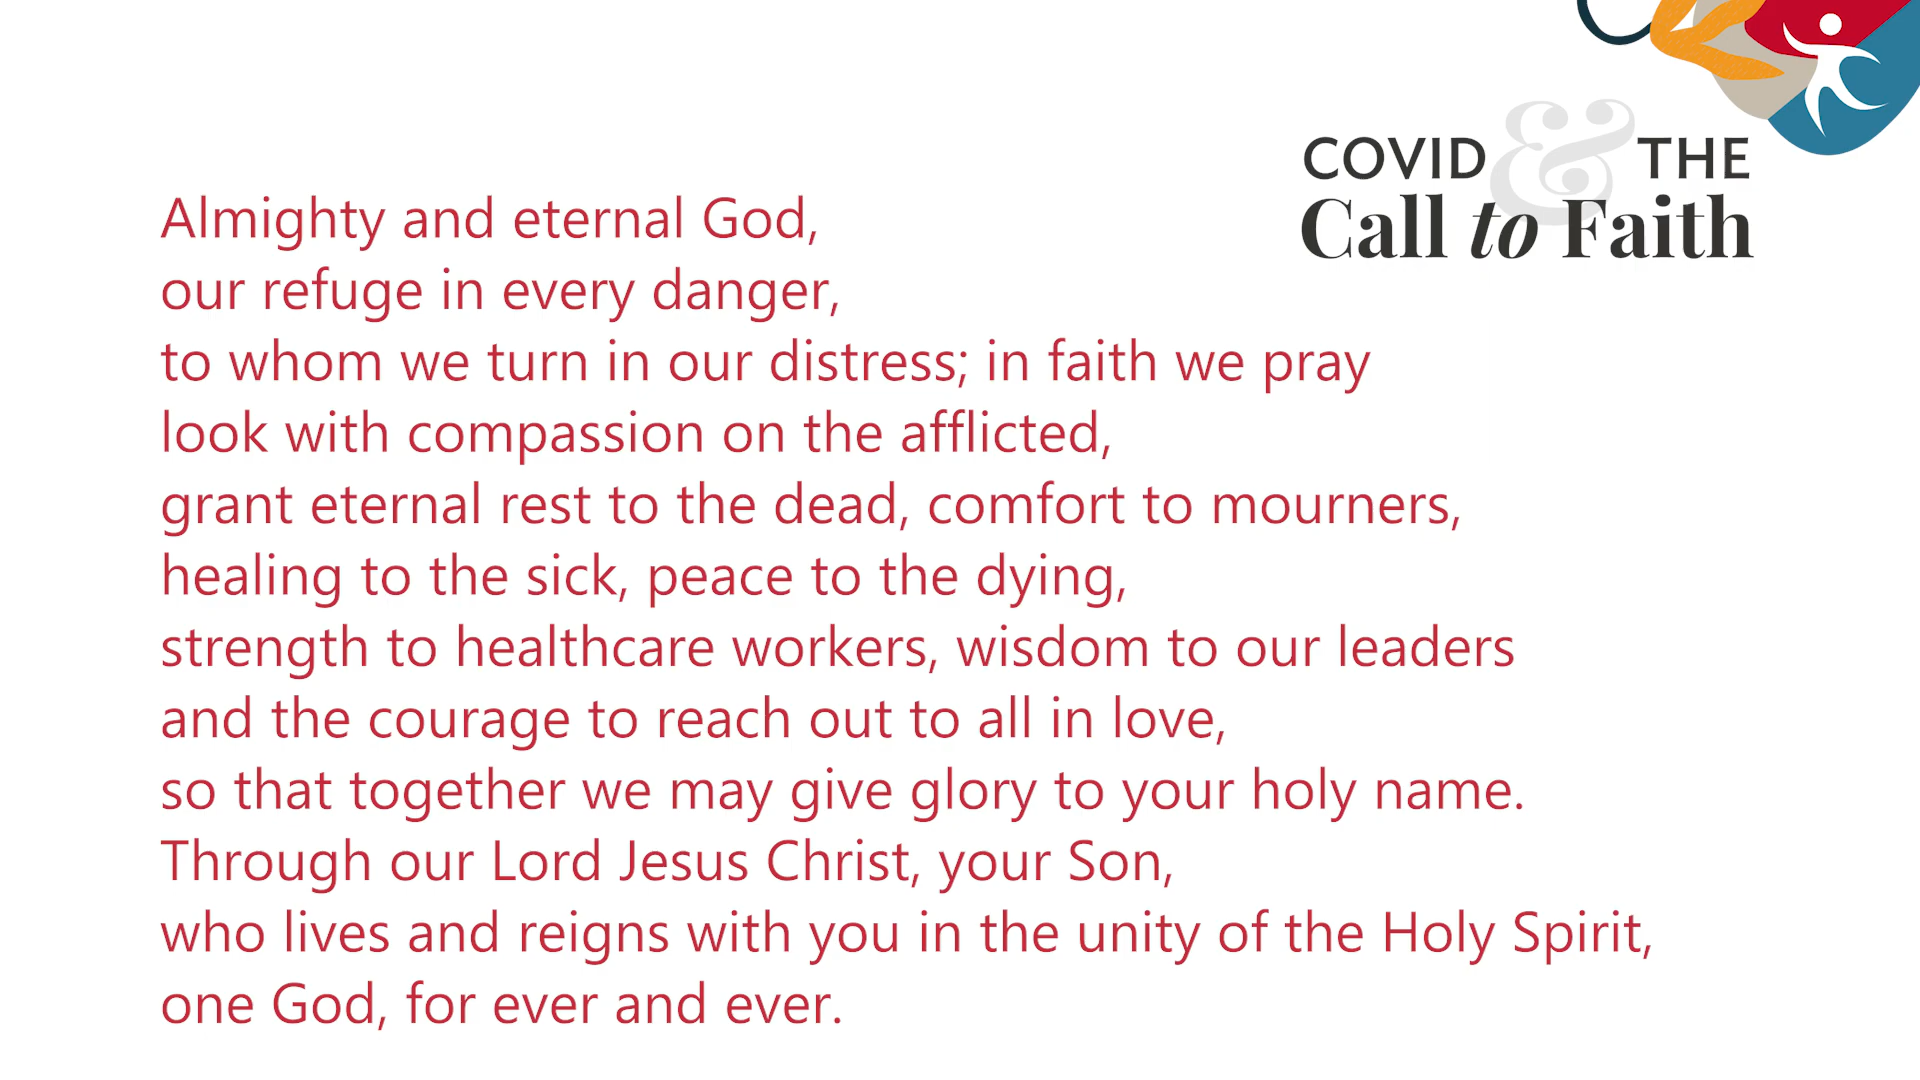 COVID & THE
Call to Faith
Almighty and eternal God,
our refuge in every danger,
to whom we turn in our distress; in faith we pray
look with compassion on the afflicted,
grant eternal rest to the dead, comfort to mourners,
healing to the sick, peace to the dying,
strength to healthcare workers, wisdom to our leaders
and the courage to reach out to all in love,
so that together we may give glory to your holy name.
Through our Lord Jesus Christ, your Son,
who lives and reigns with you in the unity of the Holy Spirit,
one God, for ever and ever.